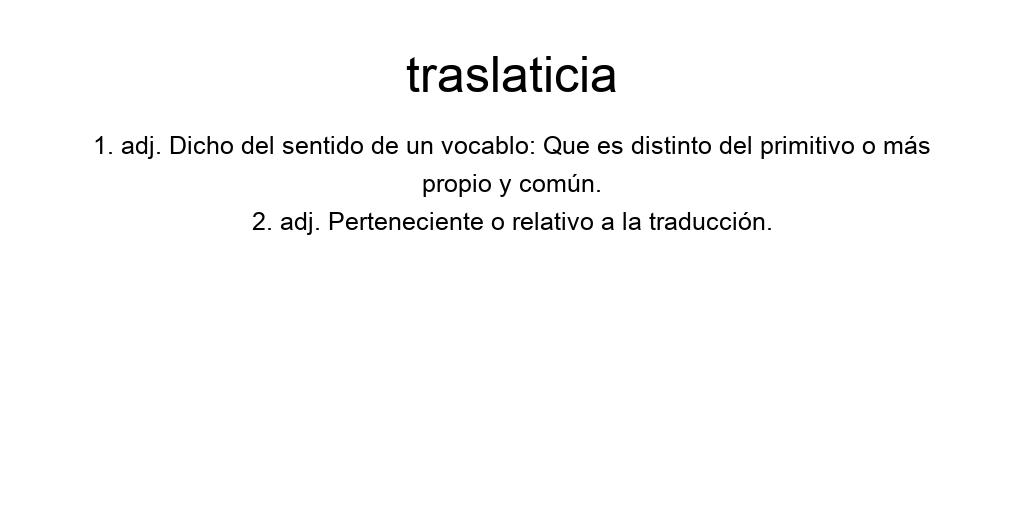 traslaticia
1. adj. Dicho del sentido de un vocablo: Que es distinto del primitivo o más
propio y común.
2. adj. Perteneciente o relativo a la traducción.